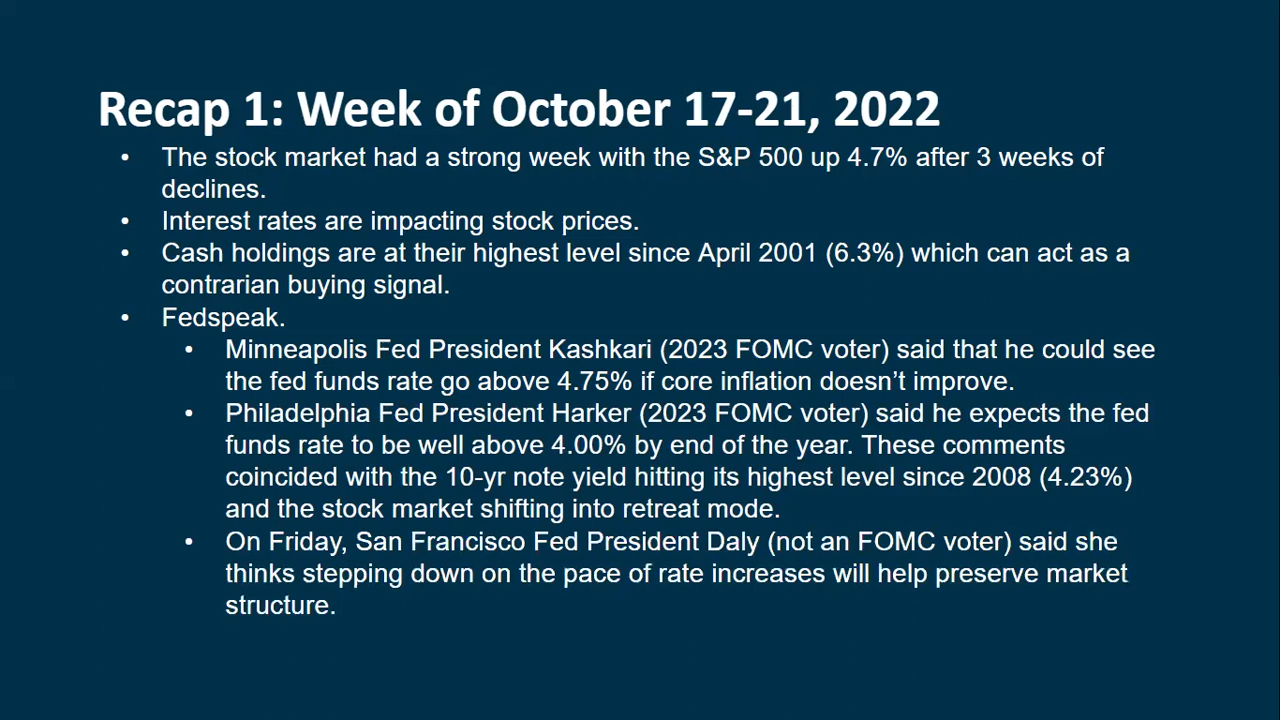 Recap 1: Week of October 17-21, 2022
• The stock market had a strong week with the S&P 500 up 4.7% after 3 weeks of
declines.
• Interest rates are impacting stock prices.
• Cash holdings are at their highest level since April 2001 (6.3%) which can act as a
contrarian buying signal.
• Fedspeak.
• Minneapolis Fed President Kashkari (2023 FOMC voter) said that he could see
the fed funds rate go above 4.75% if core inflation doesn’t improve.
• Philadelphia Fed President Harker (2023 FOMC voter) said he expects the fed
funds rate to be well above 4.00% by end of the year. These comments
coincided with the 10-yr note yield hitting its highest level since 2008 (4.23%)
and the stock market shifting into retreat mode.
• On Friday, San Francisco Fed President Daly (not an FOMC voter) said she
thinks stepping down on the pace of rate increases will help preserve market
structure.